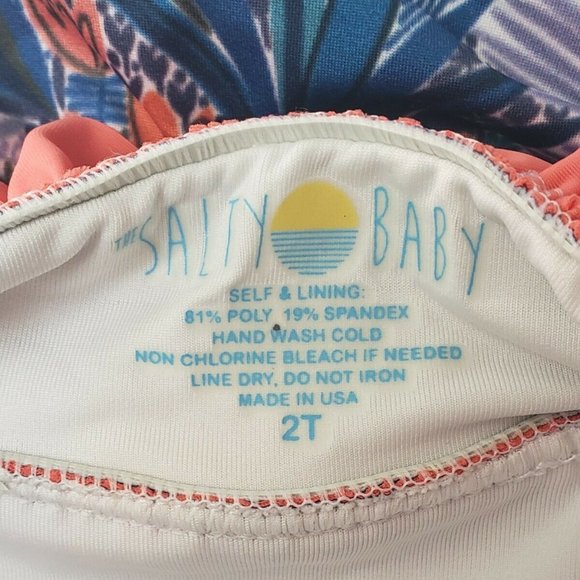 THE SALTY BABY
SELF & LINING:
81% POLY, 19% SPANDEX
HAND WASH COLD
NON CHLORINE BLEACH IF NEEDED
LINE DRY, DO NOT IRON
MADE IN USA
2T